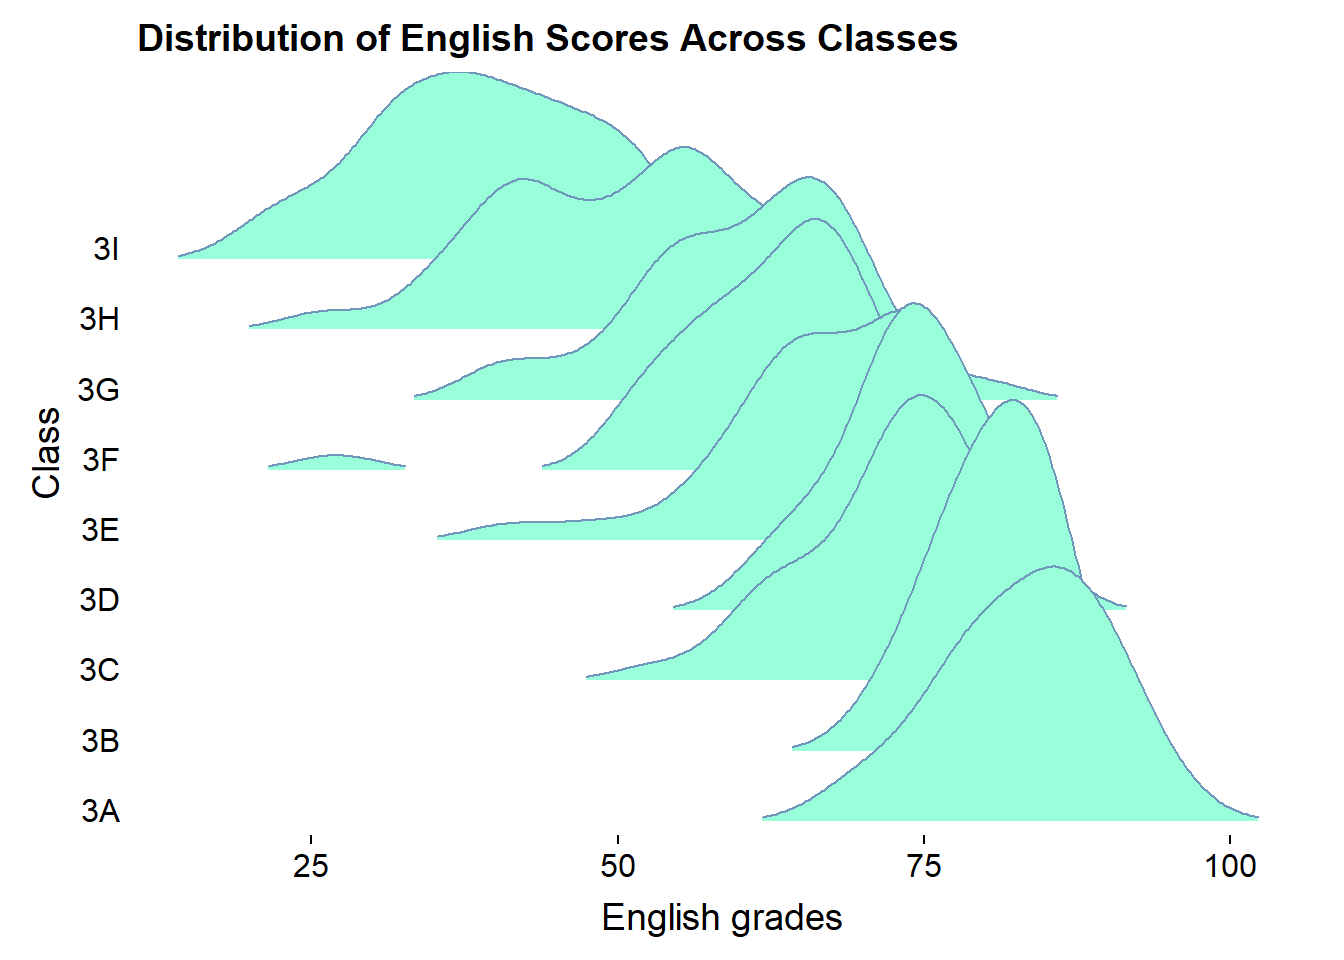 Distribution of English Scores Across Classes
3I
3H
3G
3F
3E
3D
3C
3B
3A
Class
25 50 75 100
English grades